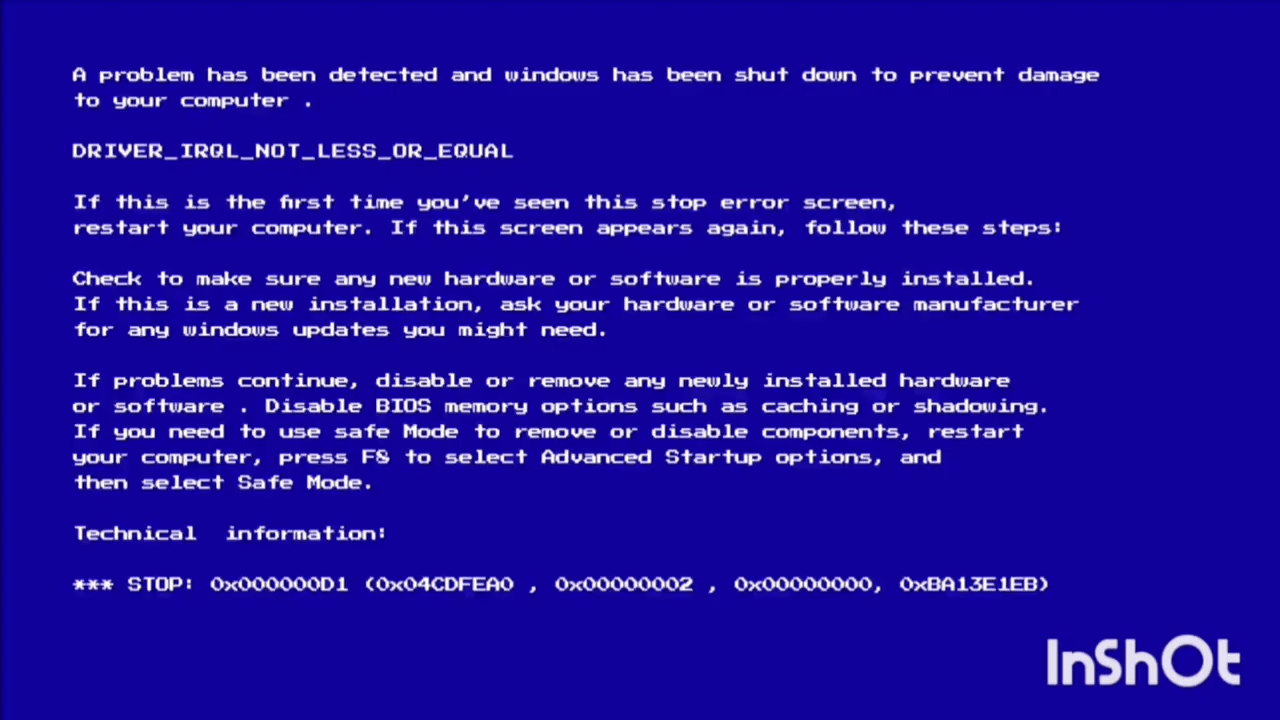 A problem has been detected and windows has been shut down to prevent damage
to your computer .
DRIVER_IRQL_NOT_LESS_OR_EQUAL
If this is the first time you've seen this stop error screen,
restart your computer. If this screen appears again, follow these steps:
Check to make sure any new hardware or software is properly installed.
If this is a new installation, ask your hardware or software manufacturer
for any windows updates you might need.
If problems continue, disable or remove any newly installed hardware
or software . Disable BIOS memory options such as caching or shadowing.
If you need to use safe Mode to remove or disable components, restart
your computer, press F& to select Advanced Startup options, and
then select Safe Mode.
Technical  information:
*** STOP: 0x000000D1 (0x04CDFEA0 , 0x00000002 , 0x00000000, 0xBA13E1EB)
InShOt